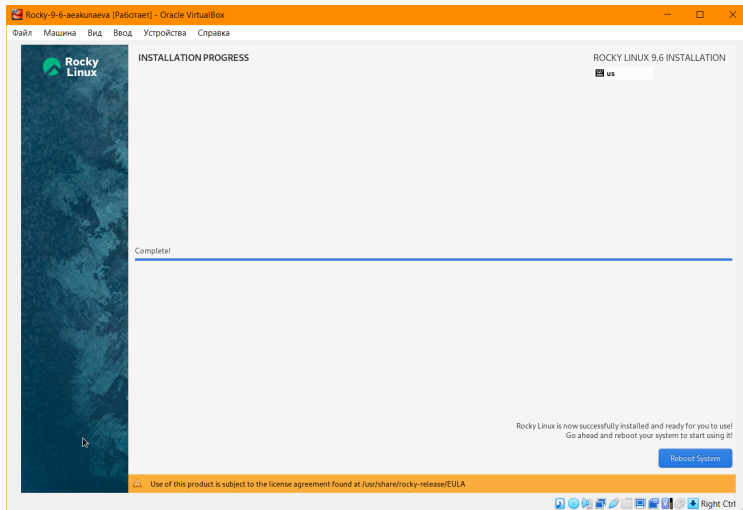 Rocky-9-6-aeakunaeva [Работает] - Oracle VirtualBox
Файл Машина Вид Ввод Устройства Справка
Rocky
Linux
INSTALLATION PROGRESS
ROCKY LINUX 9.6 INSTALLATION
us
Complete!
Rocky Linux is now successfully installed and ready for you to use!
Go ahead and reboot your system to start using it!
Reboot System
Use of this product is subject to the license agreement found at /usr/share/rocky-release/EULA
Right Ctrl